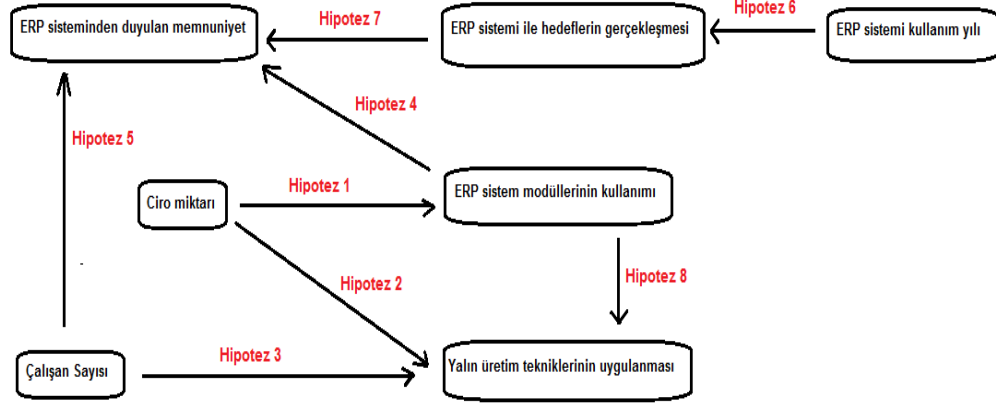 Hipotez 6
Hipotez 7
ERP sisteminden duyulan memnuniyet
ERP sistemi ile hedeflerin gerçekleşmesi
ERP sistemi kullanım yılı
Hipotez 4
Hipotez 5
Hipotez 1
ERP sistem modüllerinin kullanımı
Ciro miktarı
Hipotez 2
Hipotez 8
Hipotez 3
Çalışan Sayısı
Yalın üretim tekniklerinin uygulanması